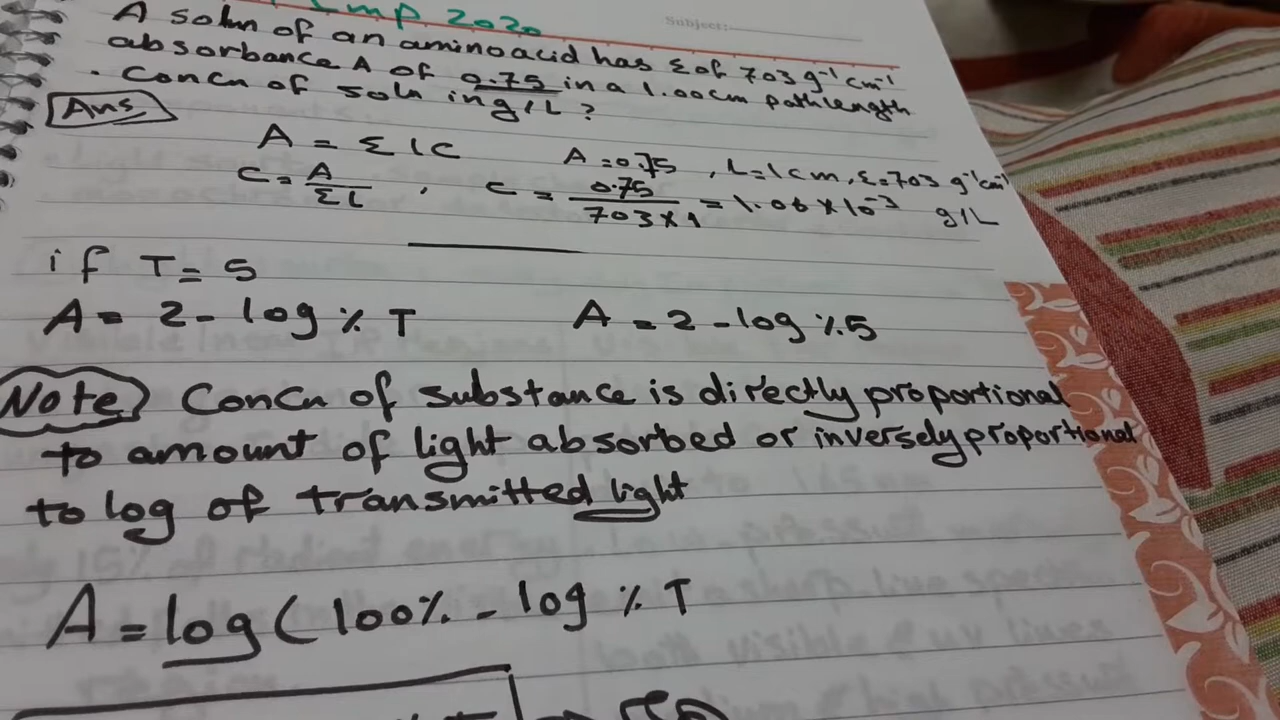 Lmp 2020
Subject:
A soln of an aminoacid has Ɛ of 703 g⁻¹ cm⁻¹
absorbance A of 0.75 in a 1.00cm pathlength
. Concn of soln in g/L?
Ans
A = Ɛ l C
A = 0.75, L=1cm, Ɛ=703 g⁻¹cm⁻¹
C = A / Ɛ L , C = 0.75 / 703 x 1 = 1.06 x 10⁻³ g/L
if T = 5
A = 2 - log % T A = 2 - log %5
Note Concn of substance is directly proportional
to amount of light absorbed or inversely proportional
to log of transmitted light
A = log (100% - log % T